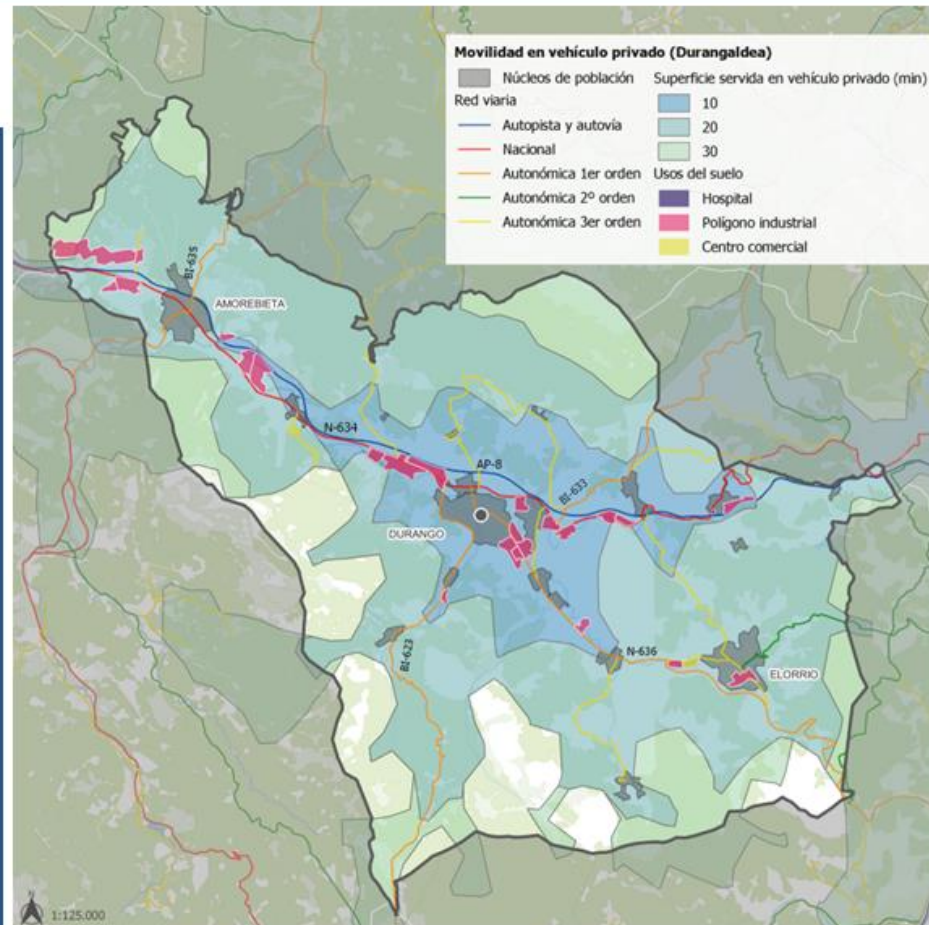 Movilidad en vehículo privado (Durangaldea)
Núcleos de población
Red viaria
Autopista y autovía
Nacional
Autonómica 1er orden
Autonómica 2º orden
Autonómica 3er orden
Superficie servida en vehículo privado (min)
10
20
30
Usos del suelo
Hospital
Polígono industrial
Centro comercial
BI-635
AMOREBIETA
N-634
AP-8
BI-633
DURANGO
BI-623
N-636
ELORRIO
N
1:125.000